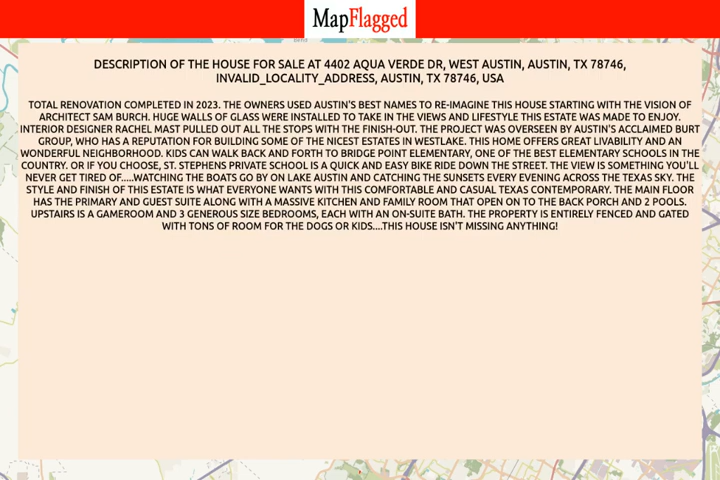 MapFlagged
DESCRIPTION OF THE HOUSE FOR SALE AT 4402 AQUA VERDE DR, WEST AUSTIN, AUSTIN, TX 78746,
INVALID_LOCALITY_ADDRESS, AUSTIN, TX 78746, USA
TOTAL RENOVATION COMPLETED IN 2023. THE OWNERS USED AUSTIN'S BEST NAMES TO RE-IMAGINE THIS HOUSE STARTING WITH THE VISION OF
ARCHITECT SAM BURCH. HUGE WALLS OF GLASS WERE INSTALLED TO TAKE IN THE VIEWS AND LIFESTYLE THIS ESTATE WAS MADE TO ENJOY.
INTERIOR DESIGNER RACHEL MAST PULLED OUT ALL THE STOPS WITH THE FINISH-OUT. THE PROJECT WAS OVERSEEN BY AUSTIN'S ACCLAIMED BURT
GROUP, WHO HAS A REPUTATION FOR BUILDING SOME OF THE NICEST ESTATES IN WESTLAKE. THIS HOME OFFERS GREAT LIVABILITY AND AN
WONDERFUL NEIGHBORHOOD. KIDS CAN WALK BACK AND FORTH TO BRIDGE POINT ELEMENTARY, ONE OF THE BEST ELEMENTARY SCHOOLS IN THE
COUNTRY. OR IF YOU CHOOSE, ST. STEPHENS PRIVATE SCHOOL IS A QUICK AND EASY BIKE RIDE DOWN THE STREET. THE VIEW IS SOMETHING YOU'LL
NEVER GET TIRED OF.....WATCHING THE BOATS GO BY ON LAKE AUSTIN AND CATCHING THE SUNSETS EVERY EVENING ACROSS THE TEXAS SKY. THE
STYLE AND FINISH OF THIS ESTATE IS WHAT EVERYONE WANTS WITH THIS COMFORTABLE AND CASUAL TEXAS CONTEMPORARY. THE MAIN FLOOR
HAS THE PRIMARY AND GUEST SUITE ALONG WITH A MASSIVE KITCHEN AND FAMILY ROOM THAT OPEN ON TO THE BACK PORCH AND 2 POOLS.
UPSTAIRS IS A GAMEROOM AND 3 GENEROUS SIZE BEDROOMS, EACH WITH AN ON-SUITE BATH. THE PROPERTY IS ENTIRELY FENCED AND GATED
WITH TONS OF ROOM FOR THE DOGS OR KIDS....THIS HOUSE ISN'T MISSING ANYTHING!